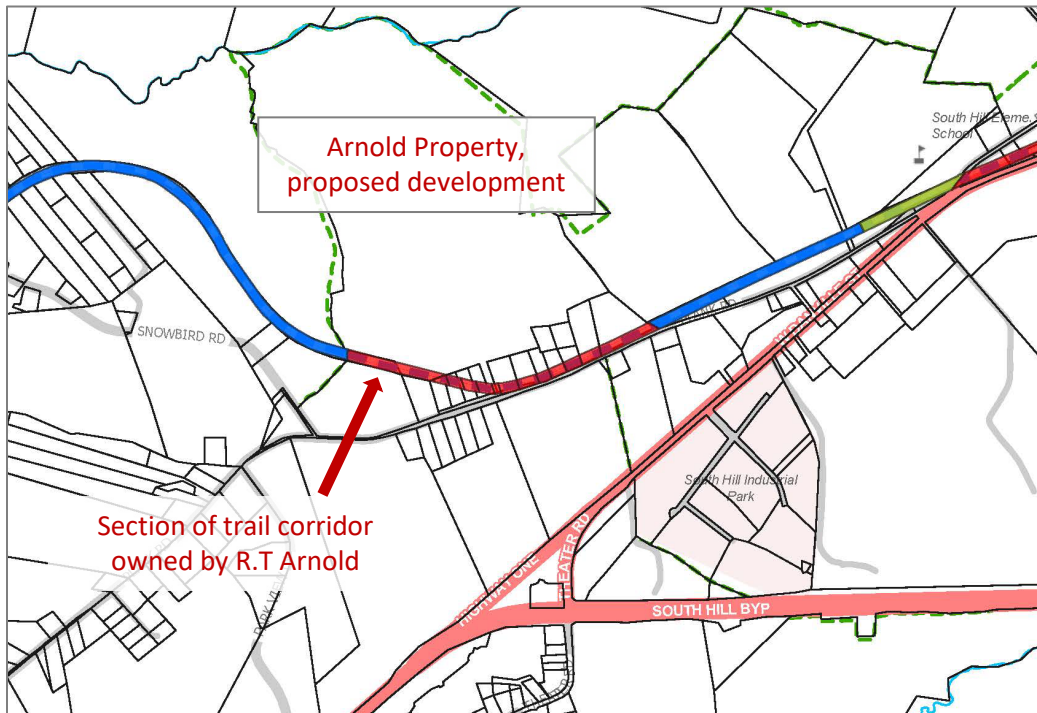 South Hill Eleme.
School
Arnold Property,
proposed development
SNOWBIRD RD
Section of trail corridor
owned by R.T Arnold
South Hill Industrial
Park
THEATER RD
HIGHWAY ONE
SOUTH HILL BYP